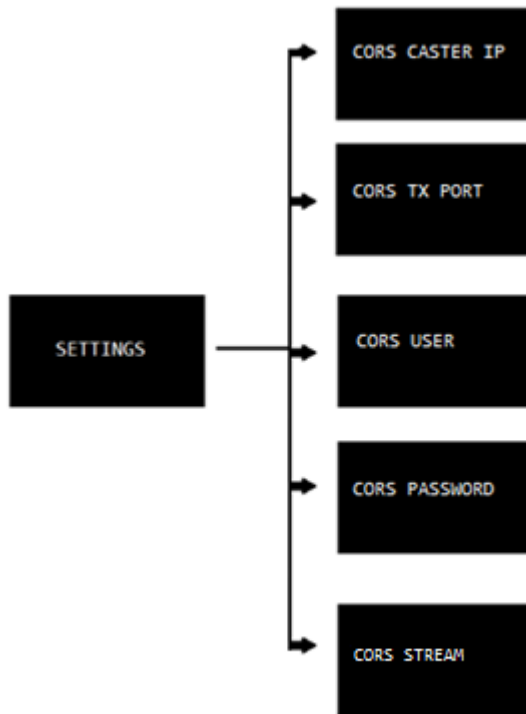 SETTINGS
CORS CASTER IP
CORS TX PORT
CORS USER
CORS PASSWORD
CORS STREAM